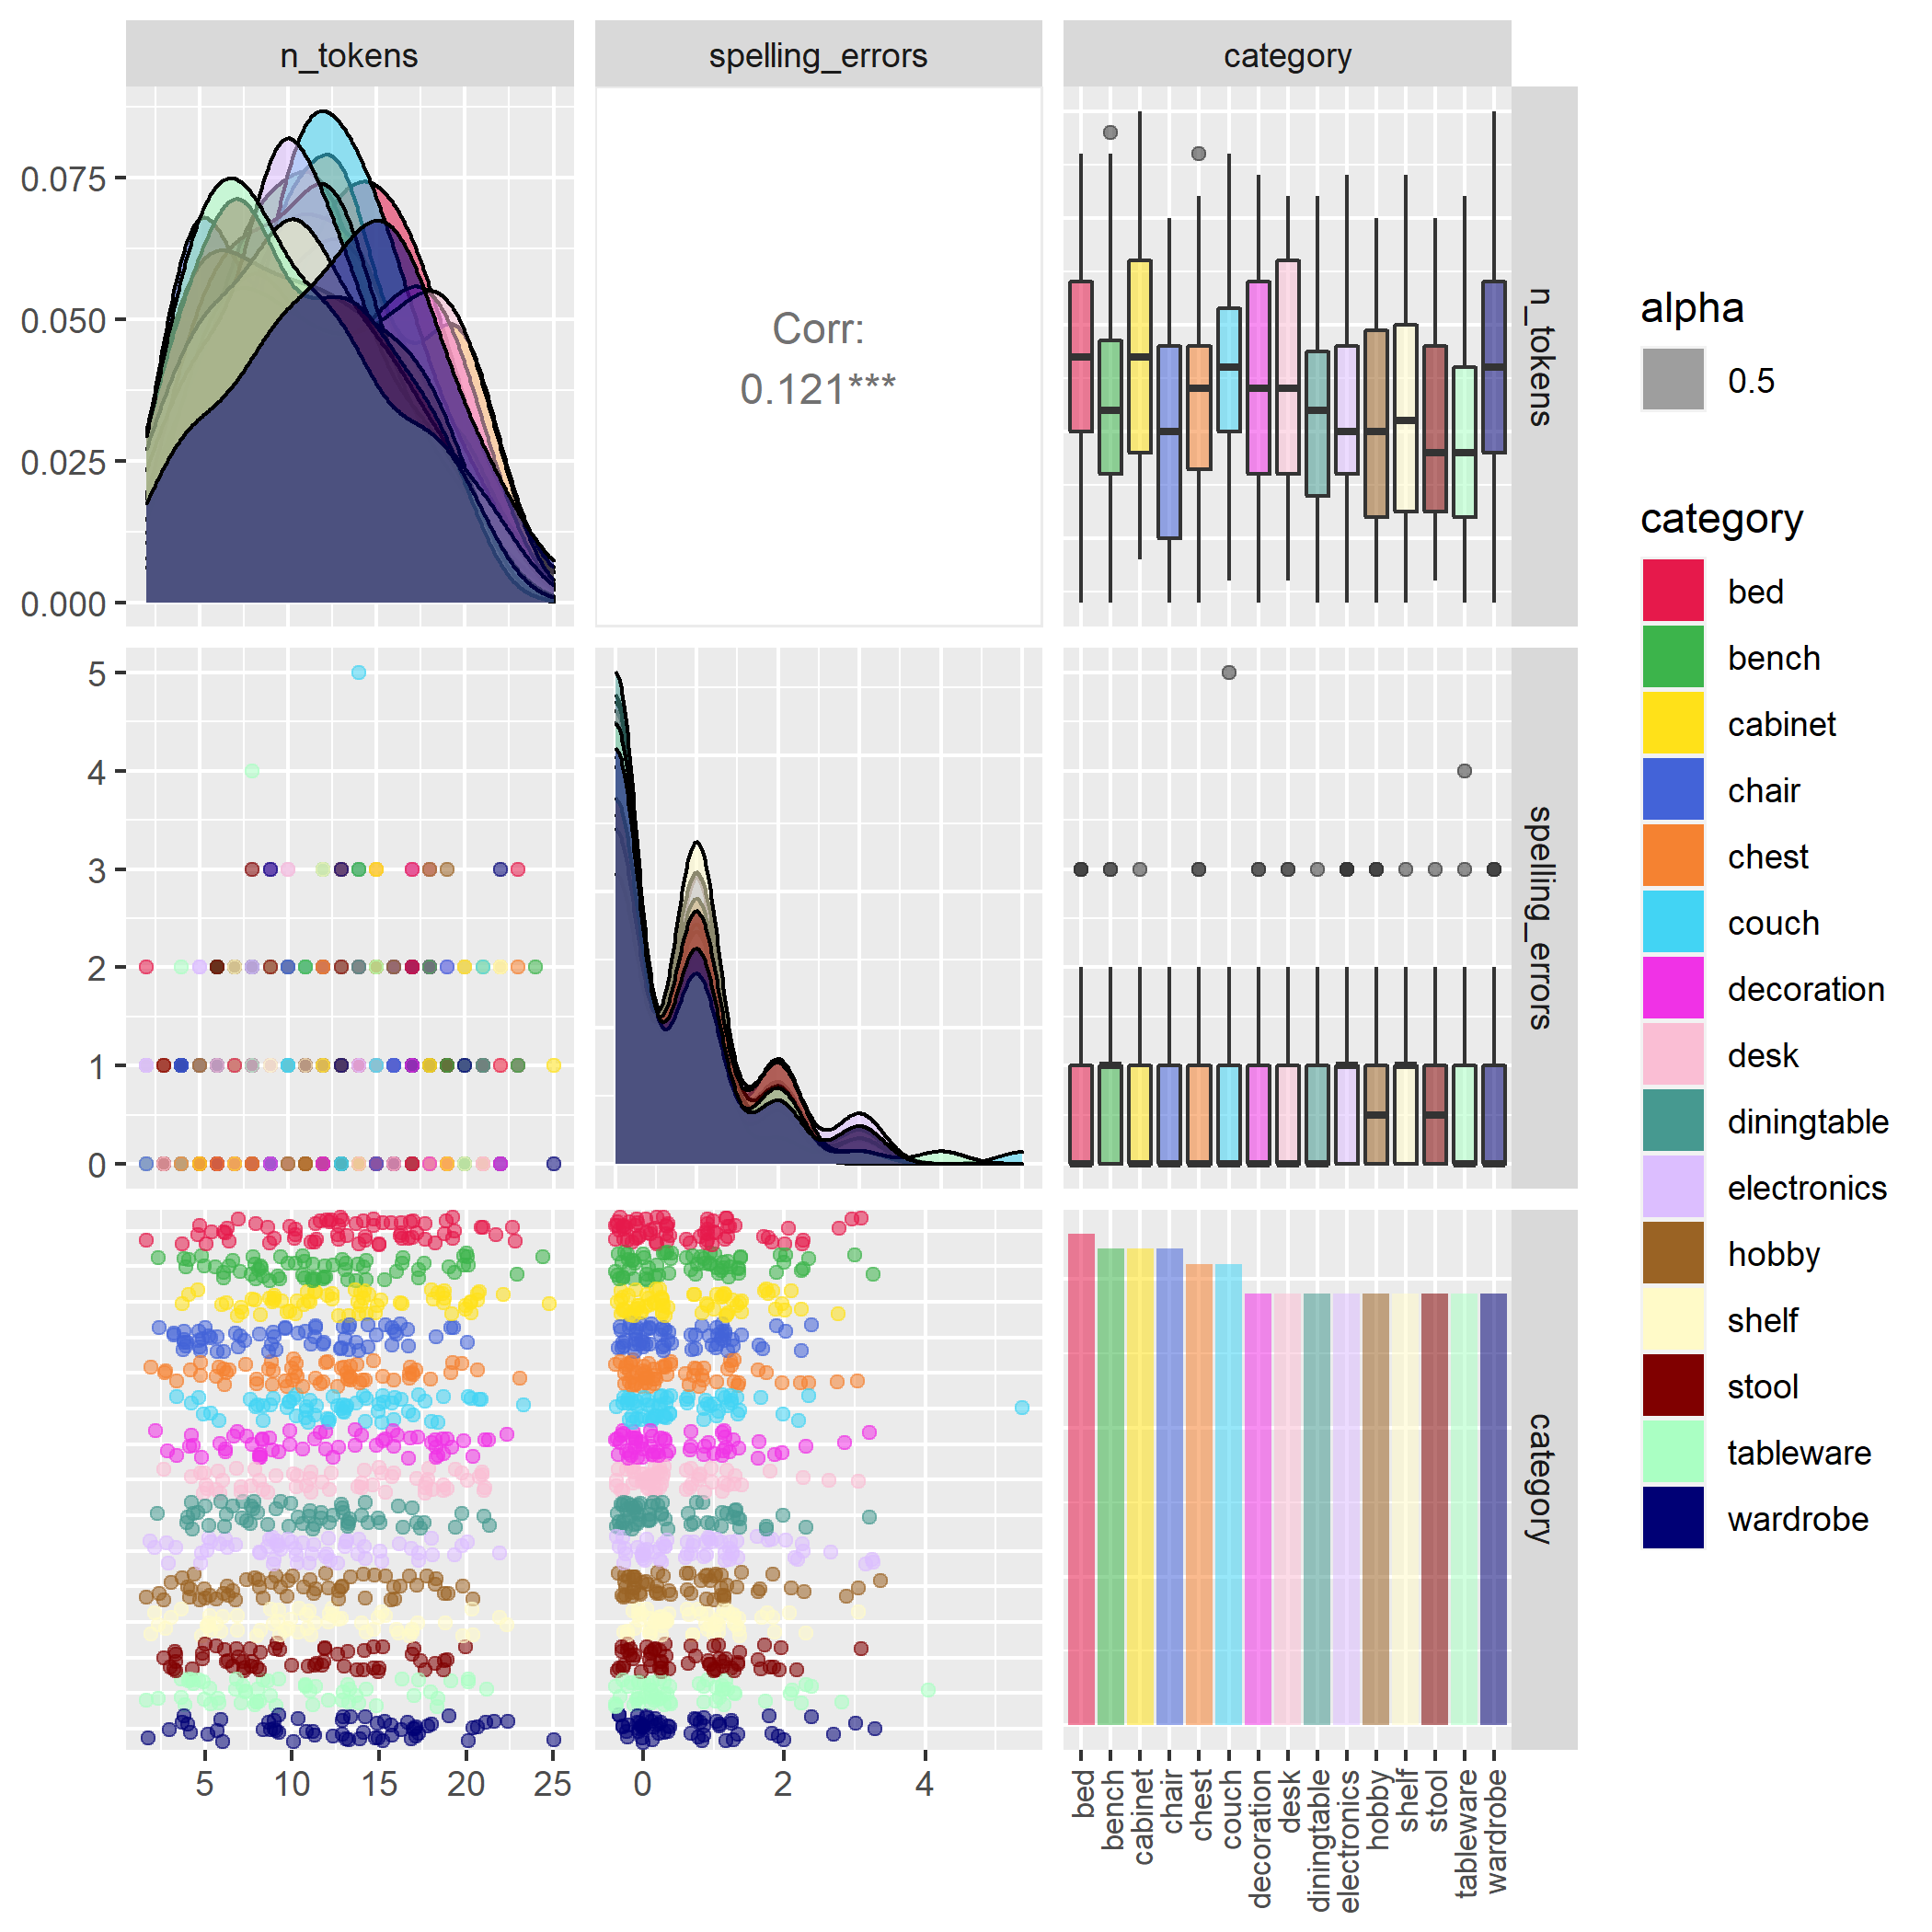 n_tokens
spelling_errors
category
0.075
0.050
0.025
0.000
Corr:
0.121***
n_tokens
5
4
3
2
1
0
spelling_errors
category
5
10
15
20
25
0
2
4
bed
bench
cabinet
chair
chest
couch
decoration
desk
diningtable
electronics
hobby
shelf
stool
tableware
wardrobe
alpha
0.5
category
bed
bench
cabinet
chair
chest
couch
decoration
desk
diningtable
electronics
hobby
shelf
stool
tableware
wardrobe